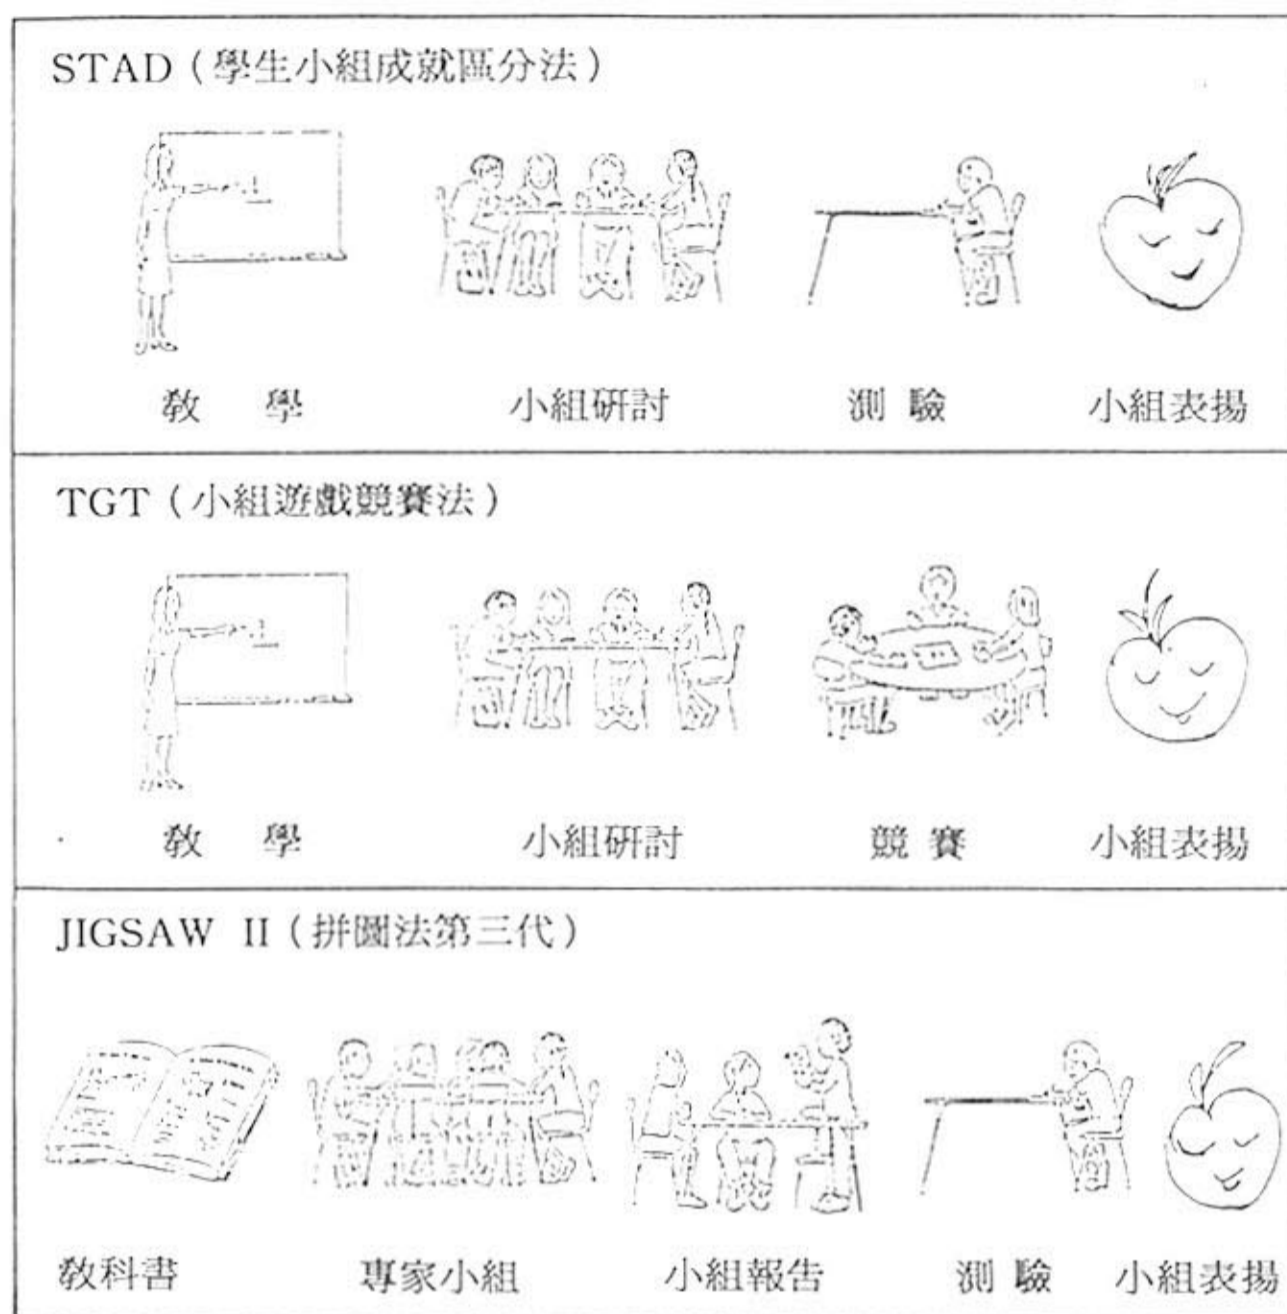 STAD（學生小組成就區分法）
教 學 小組研討 測 驗 小組表揚
TGT（小組遊戲競賽法）
教 學 小組研討 競 賽 小組表揚
JIGSAW II（拼圖法第三代）
教科書 專家小組 小組報告 測 驗 小組表揚